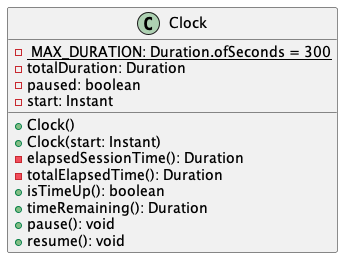 C Clock
MAX_DURATION: Duration.ofSeconds = 300
totalDuration: Duration
paused: boolean
start: Instant
Clock()
Clock(start: Instant)
elapsedSessionTime(): Duration
totalElapsedTime(): Duration
isTimeUp(): boolean
timeRemaining(): Duration
pause(): void
resume(): void